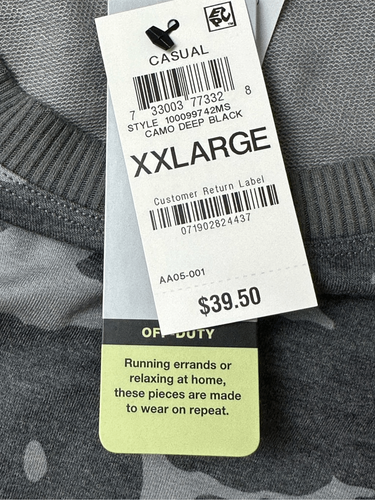 CASUAL
7 33003 77332 8
STYLE 100099742MS
CAMO DEEP BLACK
XXLARGE
Customer Return Label
071902824437
AA05-001
$39.50
OFF-DUTY
Running errands or
relaxing at home,
these pieces are made
to wear on repeat.